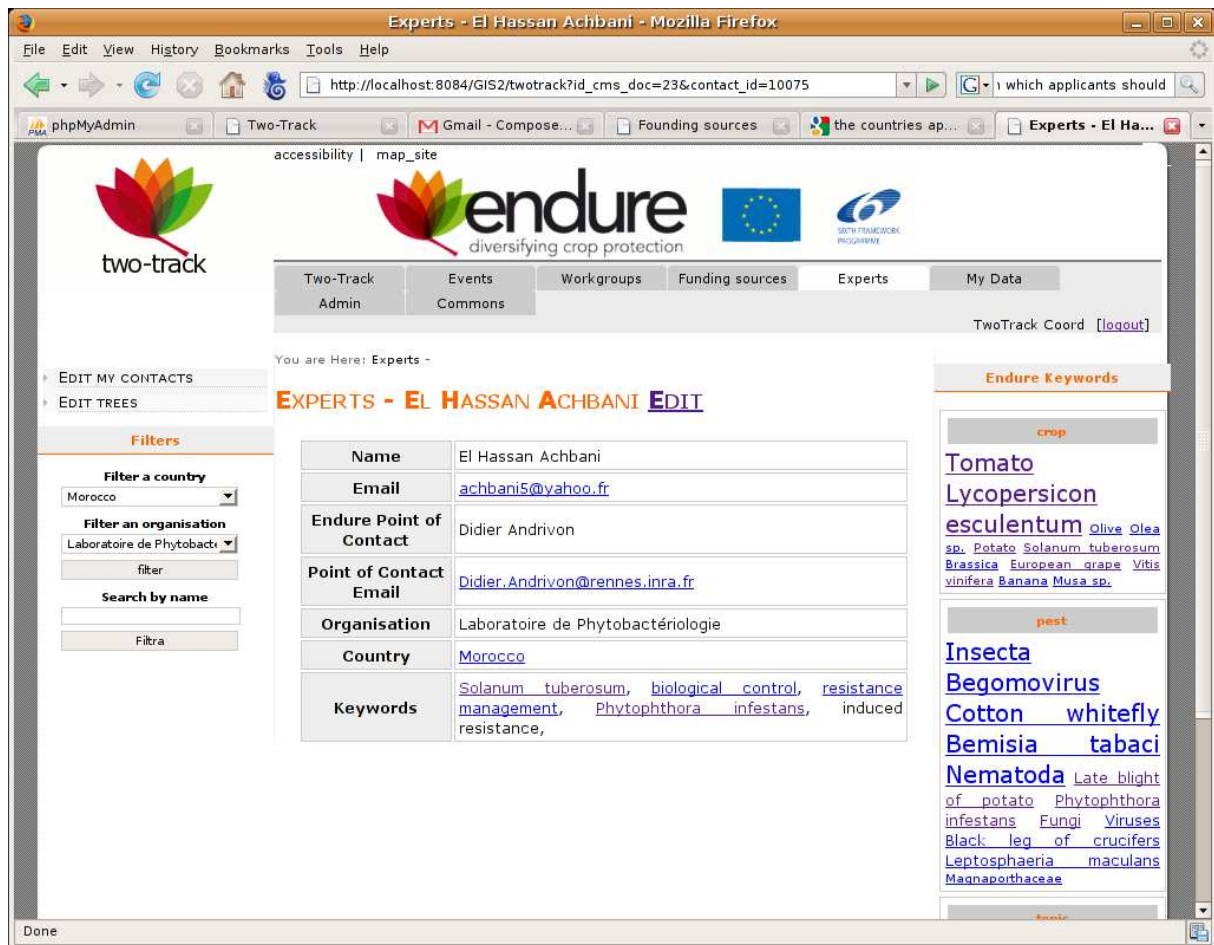 Experts - El Hassan Achbani - Mozilla Firefox
File Edit View History Bookmarks Tools Help
http://localhost:8084/GIS2/twotrack?id_cms_doc=23&contact_id=10075
which applicants should
PMA phpMyAdmin
Two-Track
Gmail - Compose...
Founding sources
the countries ap...
Experts - El Ha...
accessibility | map_site
two-track
endure
diversifying crop protection
SIXTH FRAMEWORK
PROGRAMME
Two-Track Events Workgroups Funding sources Experts My Data
Admin Commons
TwoTrack Coord [logout]
EDIT MY CONTACTS
EDIT TREES
Filters
Filter a country
Morocco
Filter an organisation
Laboratoire de Phytobact
filter
Search by name
Filtra
You are Here: Experts -
EXPERTS - EL HASSAN ACHBANI EDIT
Name El Hassan Achbani
Email achbani5@yahoo.fr
Endure Point of
Contact
Didier Andrivon
Point of Contact
Email
Didier.Andrivon@rennes.inra.fr
Organisation Laboratoire de Phytobactériologie
Country Morocco
Keywords
Solanum tuberosum, biological control, resistance
management, Phytophthora infestans, induced
resistance,
Endure Keywords
crop
Tomato
Lycopersicon
esculentum Olive Olea
sp. Potato Solanum tuberosum
Brassica European grape Vitis
vinifera Banana Musa sp.
pest
Insecta
Begomovirus
Cotton whitefly
Bemisia tabaci
Nematoda Late blight
of potato Phytophthora
infestans Fungi Viruses
Black leg of crucifers
Leptosphaeria maculans
Magnaporthaceae
topic
Done